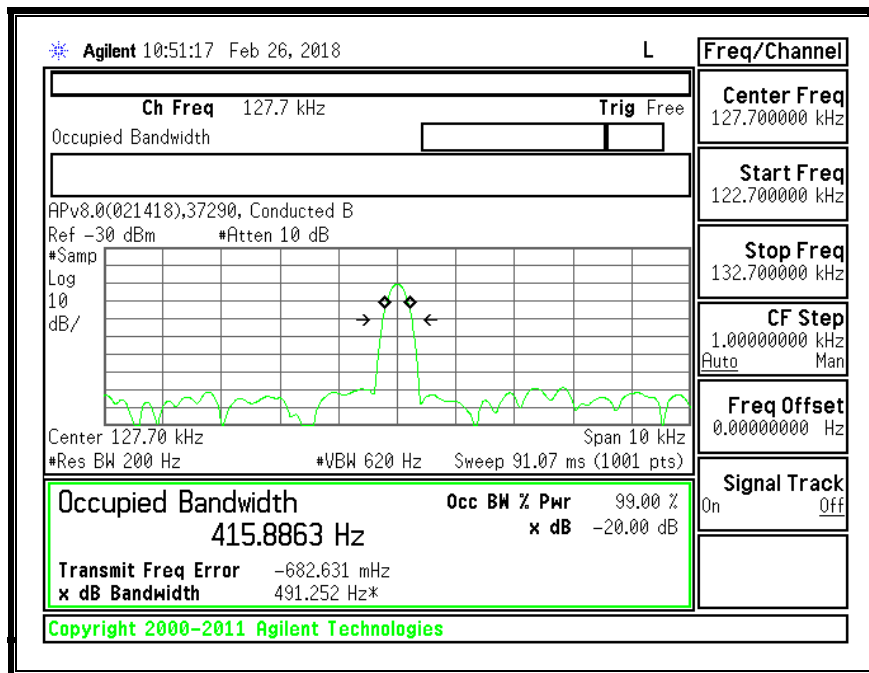 Agilent 10:51:17 Feb 26, 2018 L
Ch Freq 127.7 kHz Trig Free
Occupied Bandwidth
APv8.0(021418),37290, Conducted B
Ref -30 dBm #Atten 10 dB
#Samp
Log
10
dB/
Center 127.70 kHz Span 10 kHz
#Res BW 200 Hz #VBW 620 Hz Sweep 91.07 ms (1001 pts)
Occupied Bandwidth Occ BW % Pwr 99.00 %
415.8863 Hz x dB -20.00 dB
Transmit Freq Error -682.631 mHz
x dB Bandwidth 491.252 Hz*
Copyright 2000-2011 Agilent Technologies
Freq/Channel
Center Freq
127.700000 kHz
Start Freq
122.700000 kHz
Stop Freq
132.700000 kHz
CF Step
1.00000000 kHz
Auto Man
Freq Offset
0.00000000 Hz
Signal Track
On Off